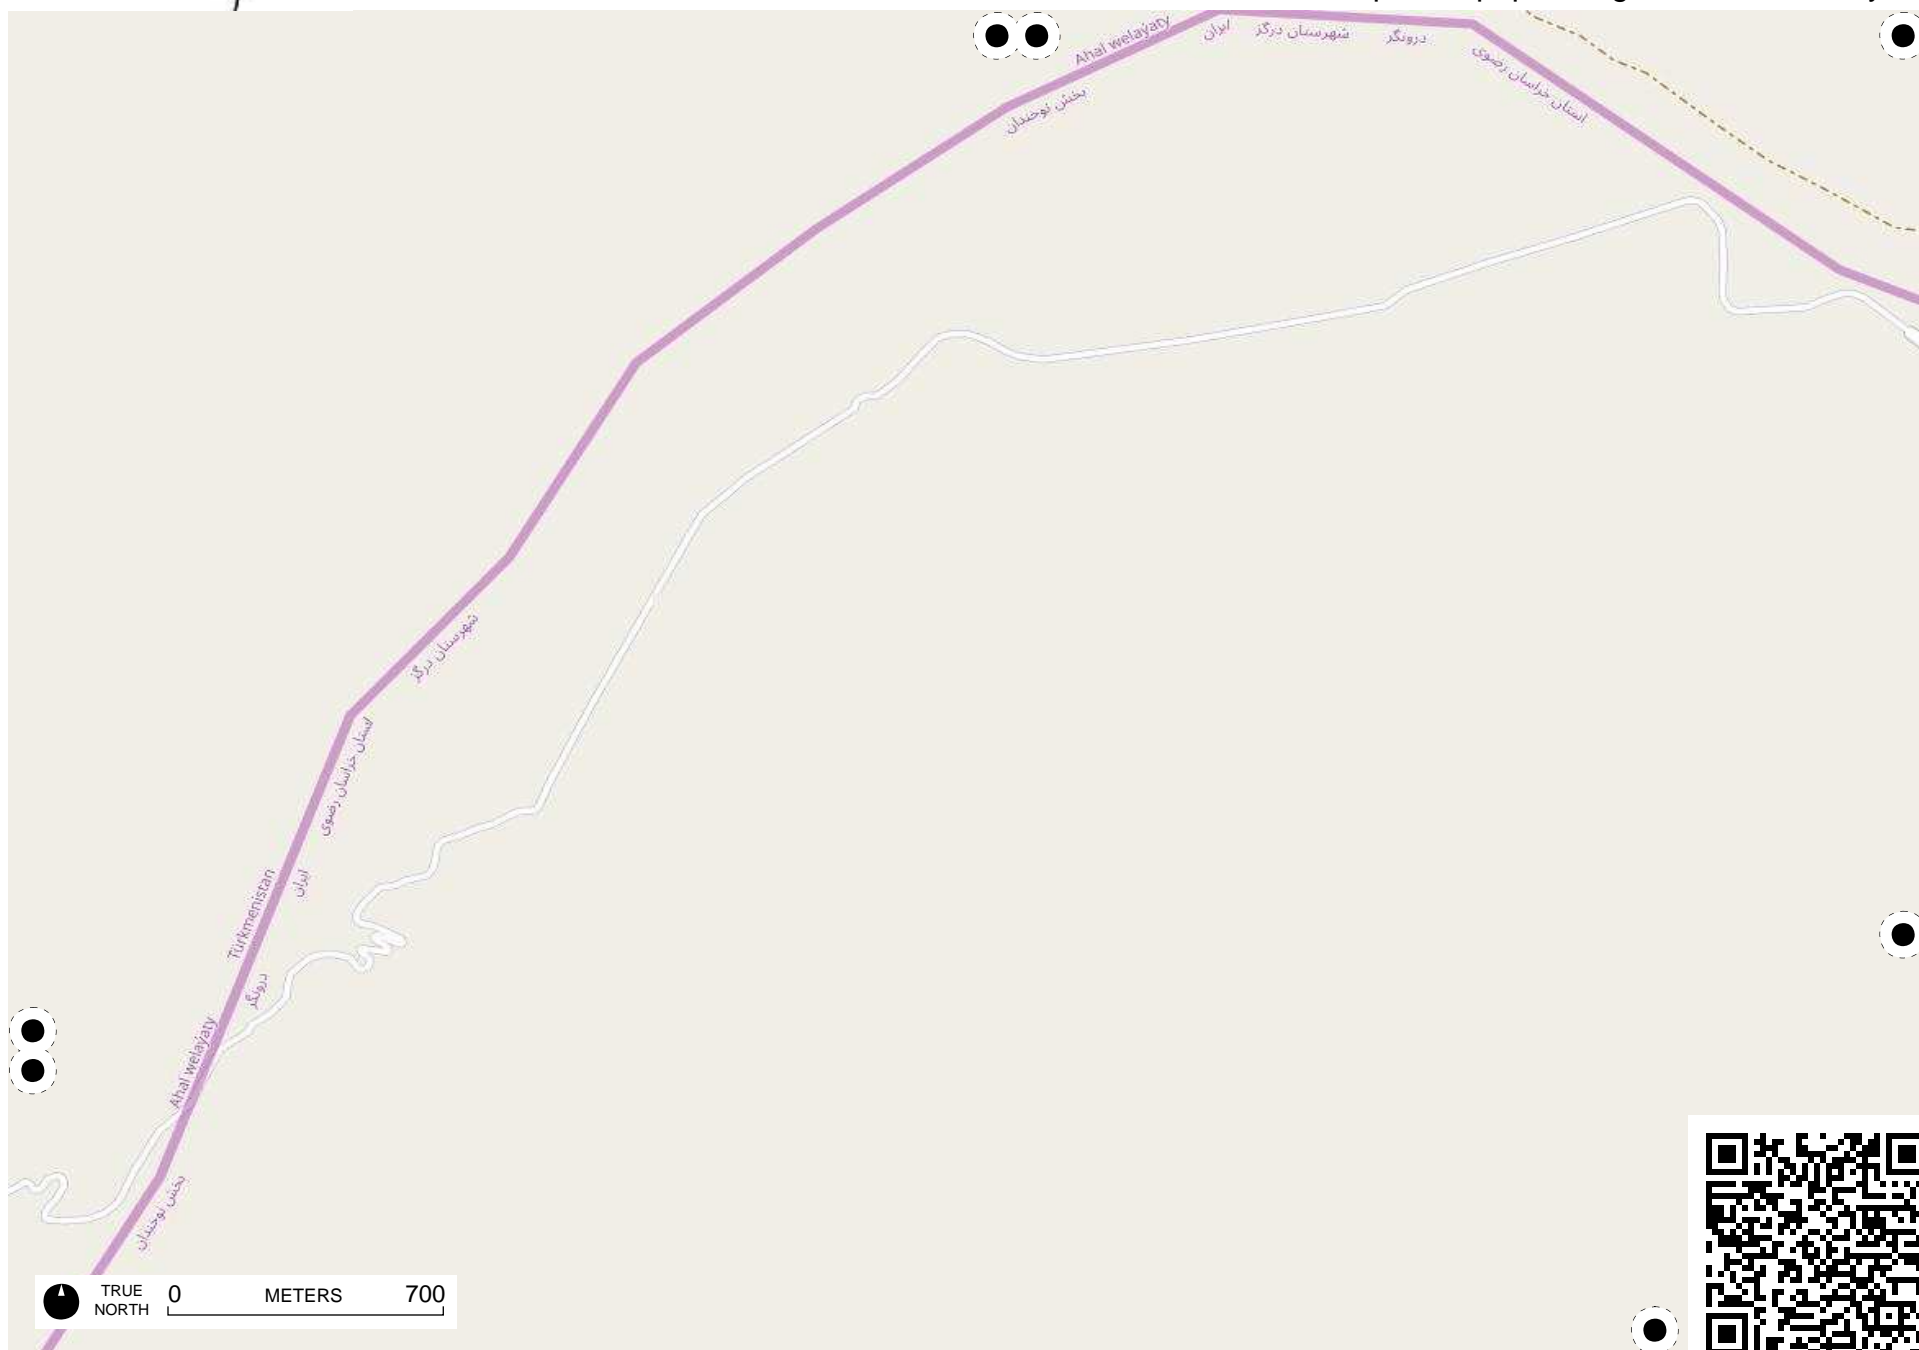 Ahal welaýaty
ایران
شهرستان درگز
درونگر
استان خراسان رضوی
بخش نوخندان
شهرستان درگز
استان خراسان رضوی
Türkmenistan
ایران
درونگر
Ahal welaýaty
بخش نوخندان
TRUE NORTH
0 METERS 700